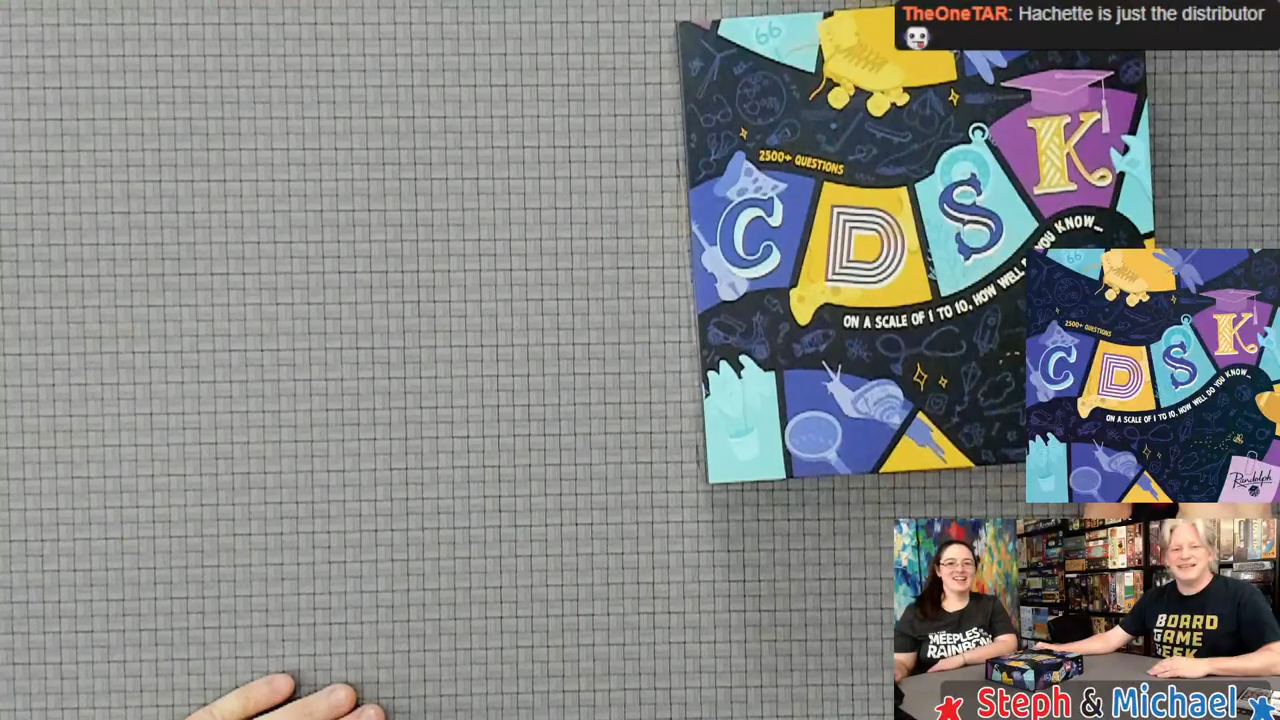 TheOneTAR: Hachette is just the distributor
66
2500+ QUESTIONS
C D S K
ON A SCALE OF 1 TO 10, HOW WELL DO YOU KNOW...
66
2500+ QUESTIONS
C D S K
ON A SCALE OF 1 TO 10, HOW WELL DO YOU KNOW...
Randolph
MEEPLES
RAINBOW
BOARD
GAME
GEEK
Steph & Michael